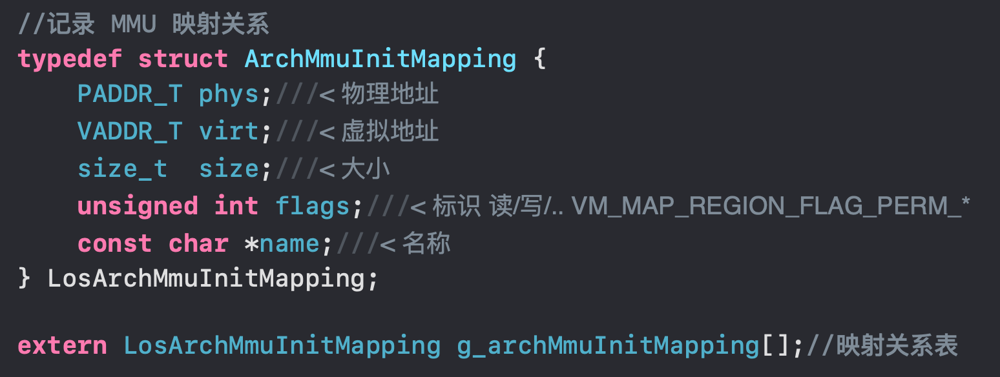 //记录 MMU 映射关系
typedef struct ArchMmuInitMapping {
    PADDR_T phys;///< 物理地址
    VADDR_T virt;///< 虚拟地址
    size_t  size;///< 大小
    unsigned int flags;///< 标识 读/写/.. VM_MAP_REGION_FLAG_PERM_*
    const char *name;///< 名称
} LosArchMmuInitMapping;

extern LosArchMmuInitMapping g_archMmuInitMapping[];//映射关系表